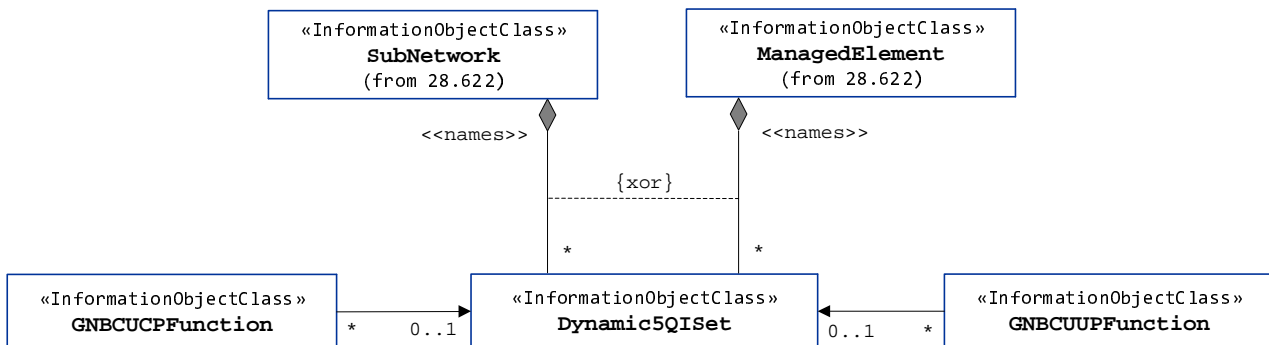 «InformationObjectClass»
SubNetwork
(from 28.622)
«InformationObjectClass»
ManagedElement
(from 28.622)
<<names>>
<<names>>
{xor}
*
*
«InformationObjectClass»
GNBCUCPFunction
*
0..1
«InformationObjectClass»
Dynamic5QISet
0..1
*
«InformationObjectClass»
GNBCUUPFunction